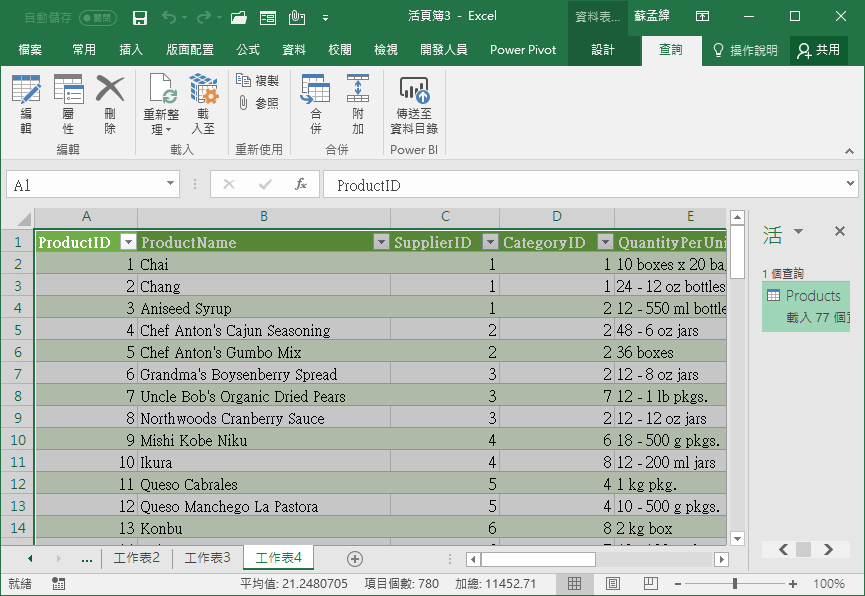 自動儲存 關閉 活頁簿3 - Excel 資料表... 蘇孟緯
檔案 常用 插入 版面配置 公式 資料 校閱 檢視 開發人員 Power Pivot 設計 查詢 操作說明 共用
編輯 屬性 刪除 重新整理 載入至 複製 參照 合併 附加 傳送至資料目錄
編輯 載入 重新使用 合併 Power BI
A1 fx ProductID
A B C D E
1 ProductID ProductName SupplierID CategoryID QuantityPerUni
2 1 Chai 1 1 10 boxes x 20 ba
3 2 Chang 1 1 24 - 12 oz bottles
4 3 Aniseed Syrup 1 2 12 - 550 ml bottle
5 4 Chef Anton's Cajun Seasoning 2 2 48 - 6 oz jars
6 5 Chef Anton's Gumbo Mix 2 2 36 boxes
7 6 Grandma's Boysenberry Spread 3 2 12 - 8 oz jars
8 7 Uncle Bob's Organic Dried Pears 3 7 12 - 1 lb pkgs.
9 8 Northwoods Cranberry Sauce 3 2 12 - 12 oz jars
10 9 Mishi Kobe Niku 4 6 18 - 500 g pkgs.
11 10 Ikura 4 8 12 - 200 ml jars
12 11 Queso Cabrales 5 4 1 kg pkg.
13 12 Queso Manchego La Pastora 5 4 10 - 500 g pkgs.
14 13 Konbu 6 8 2 kg box
活
1 個查詢
Products
載入 77 個
... 工作表2 工作表3 工作表4
就緒 平均值: 21.2480705 項目個數: 780 加總: 11452.71 100%